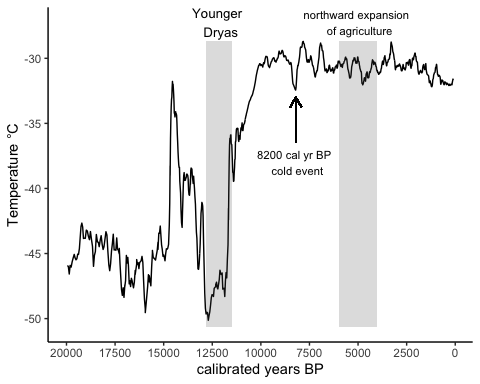 Younger
Dryas
northward expansion
of agriculture
-30
-35
8200 cal yr BP
cold event
-40
-45
-50
Temperature °C
20000 17500 15000 12500 10000 7500 5000 2500 0
calibrated years BP